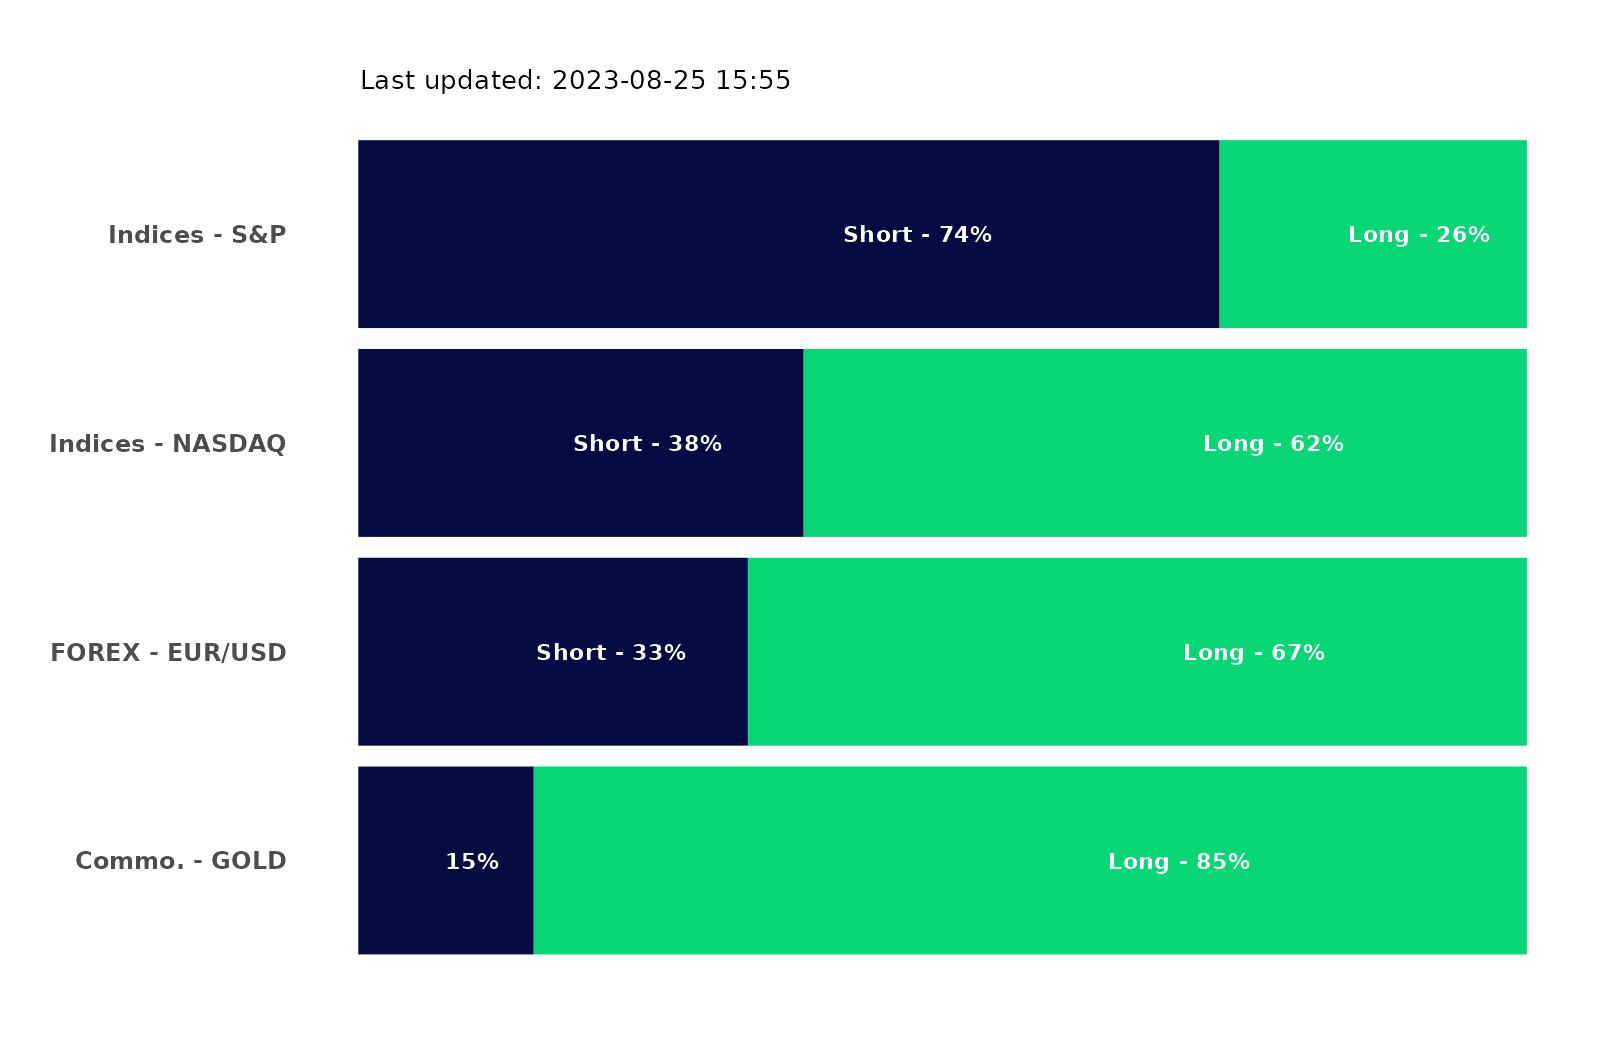 Last updated: 2023-08-25 15:55
Indices - S&P
Short - 74%
Long - 26%
Indices - NASDAQ
Short - 38%
Long - 62%
FOREX - EUR/USD
Short - 33%
Long - 67%
Commo. - GOLD
15%
Long - 85%